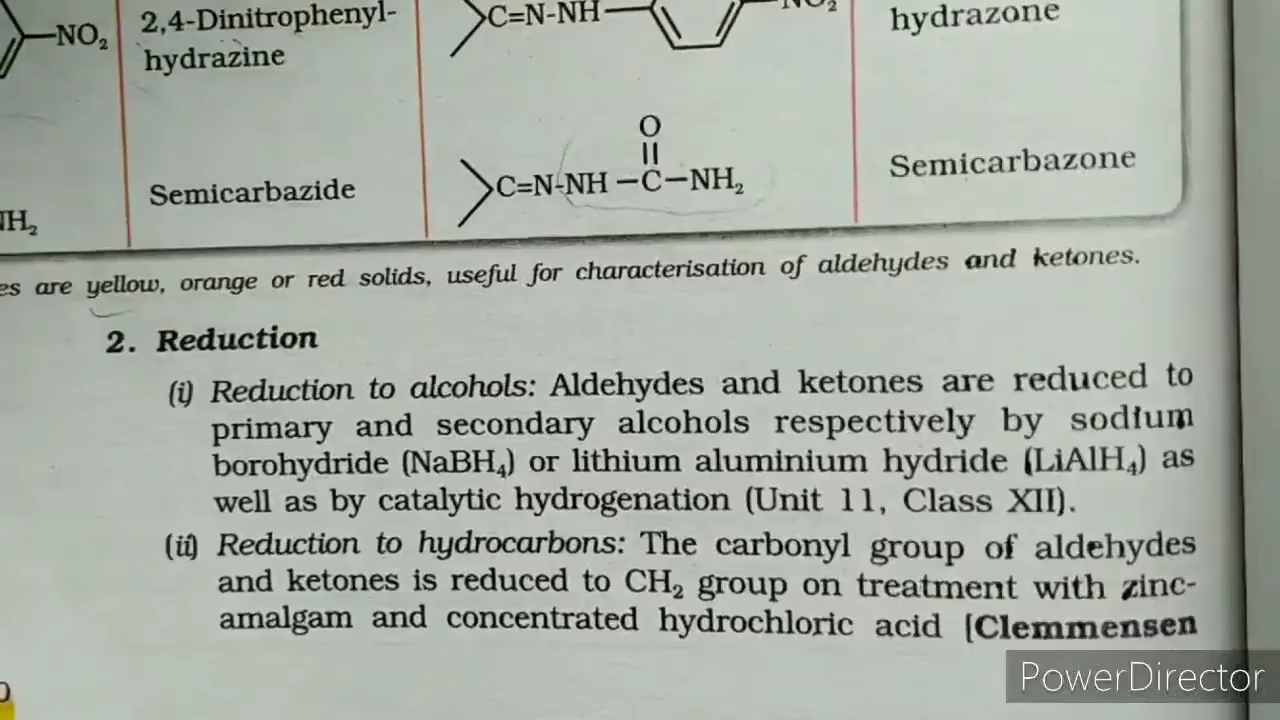 -NO₂
2,4-Dinitrophenyl-
hydrazine
C=N-NH
NO₂
hydrazone
Semicarbazide
O
C=N-NH-C-NH₂
Semicarbazone
NH₂
es are yellow, orange or red solids, useful for characterisation of aldehydes and ketones.
2. Reduction
(i) Reduction to alcohols: Aldehydes and ketones are reduced to
primary and secondary alcohols respectively by sodium
borohydride (NaBH₄) or lithium aluminium hydride (LiAlH₄) as
well as by catalytic hydrogenation (Unit 11, Class XII).
(ii) Reduction to hydrocarbons: The carbonyl group of aldehydes
and ketones is reduced to CH₂ group on treatment with zinc-
amalgam and concentrated hydrochloric acid [Clemmensen
PowerDirector